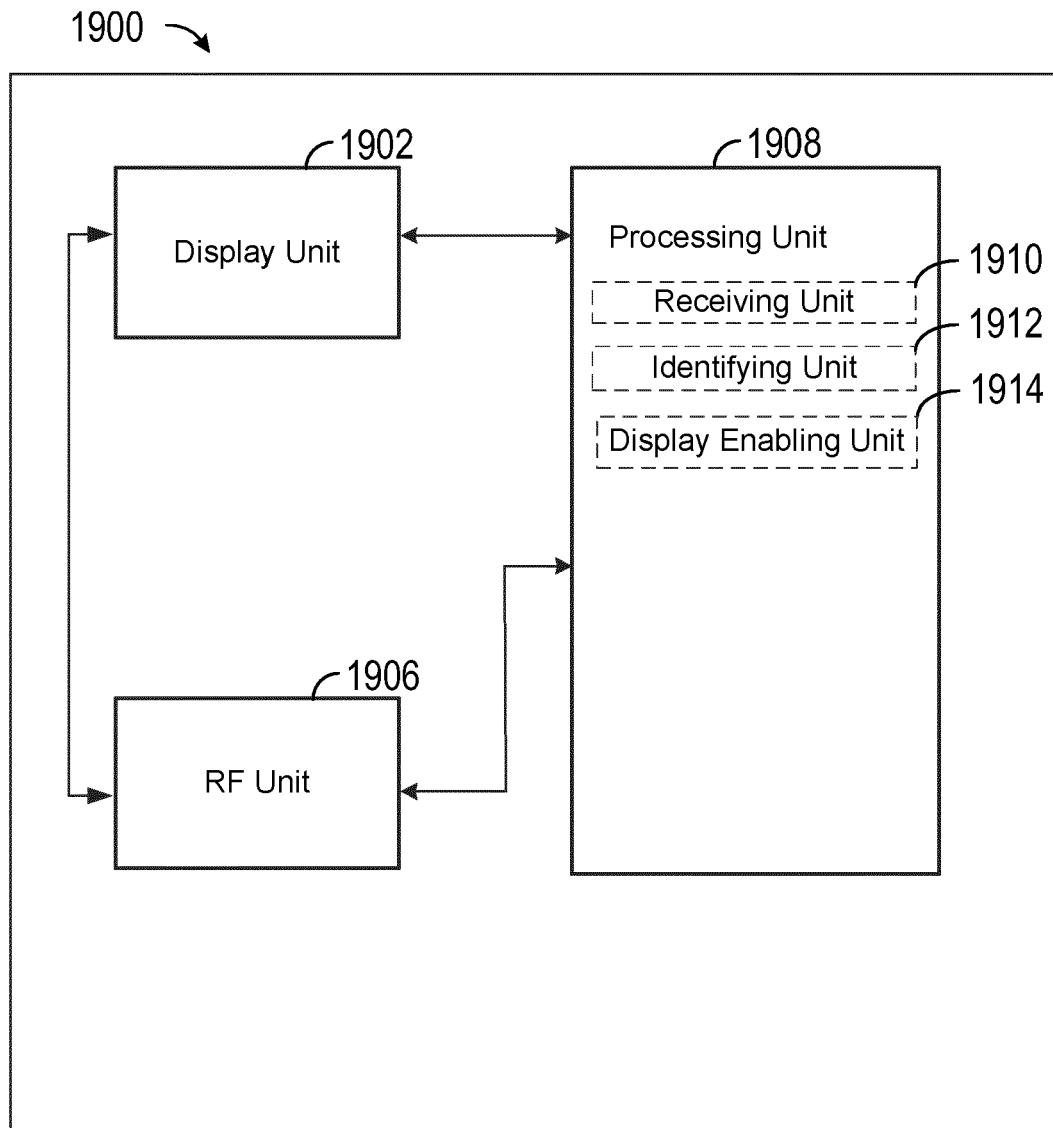 1900
1902
Display Unit
1908
Processing Unit
1910
Receiving Unit
1912
Identifying Unit
1914
Display Enabling Unit
1906
RF Unit